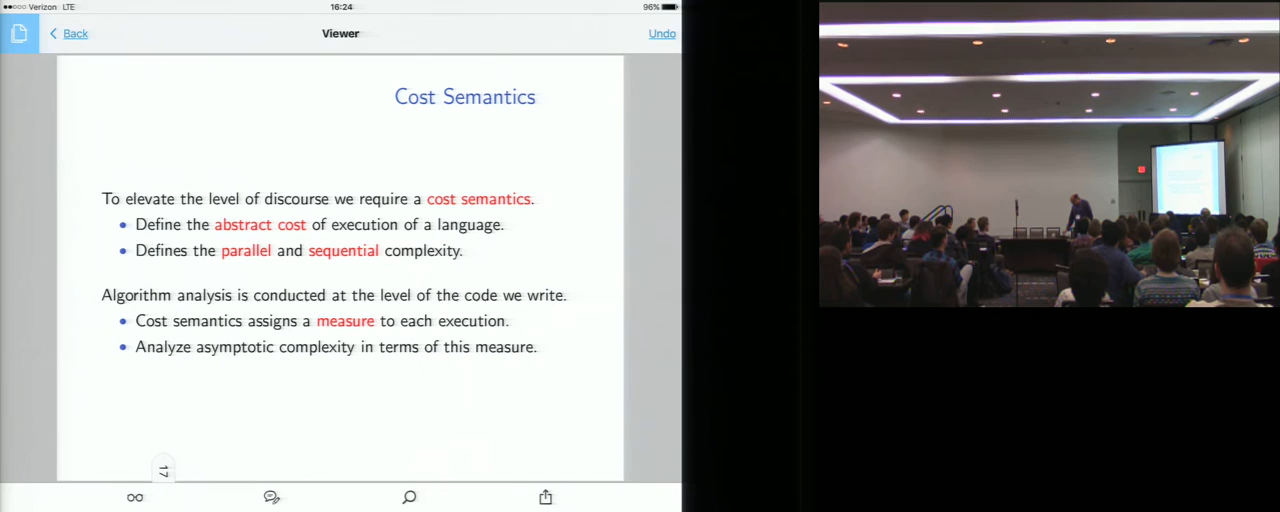 Verizon LTE
16:24
96%
Back
Viewer
Undo
Cost Semantics
To elevate the level of discourse we require a cost semantics.
• Define the abstract cost of execution of a language.
• Defines the parallel and sequential complexity.
Algorithm analysis is conducted at the level of the code we write.
• Cost semantics assigns a measure to each execution.
• Analyze asymptotic complexity in terms of this measure.
17